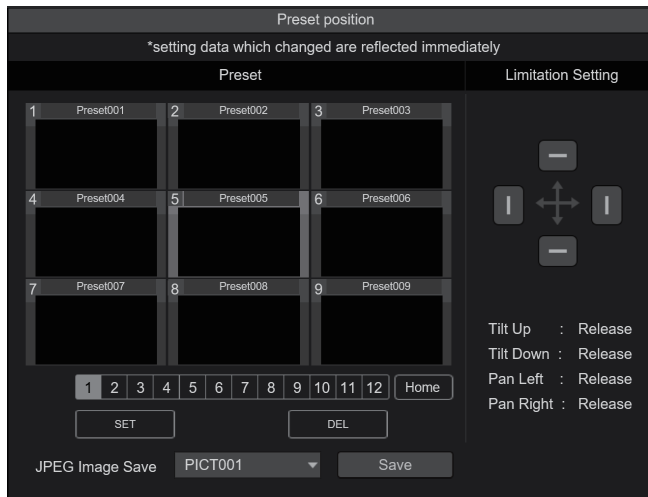 Preset position
*setting data which changed are reflected immediately
Preset
Limitation Setting
1 Preset001 2 Preset002 3 Preset003
4 Preset004 5 Preset005 6 Preset006
7 Preset007 8 Preset008 9 Preset009
Tilt Up : Release
Tilt Down : Release
Pan Left : Release
Pan Right : Release
1 2 3 4 5 6 7 8 9 10 11 12 Home
SET DEL
JPEG Image Save PICT001 Save